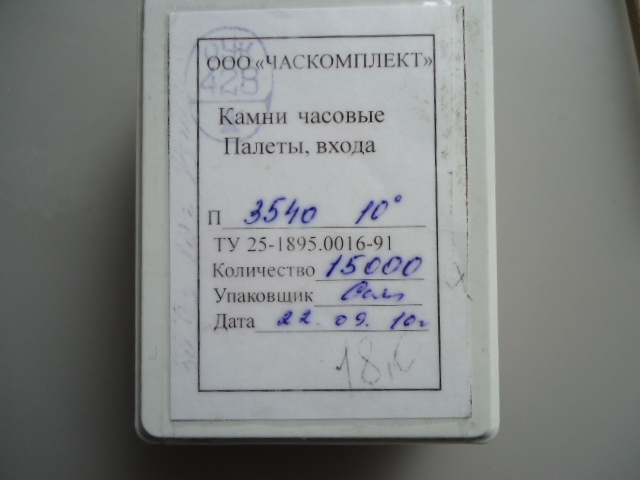 ООО «ЧАСКОМПЛЕКТ»
Камни часовые
Палеты, входа
П 3540 10°
ТУ 25-1895.0016-91
Количество 15000
Упаковщик
Дата 22. 09. 10г